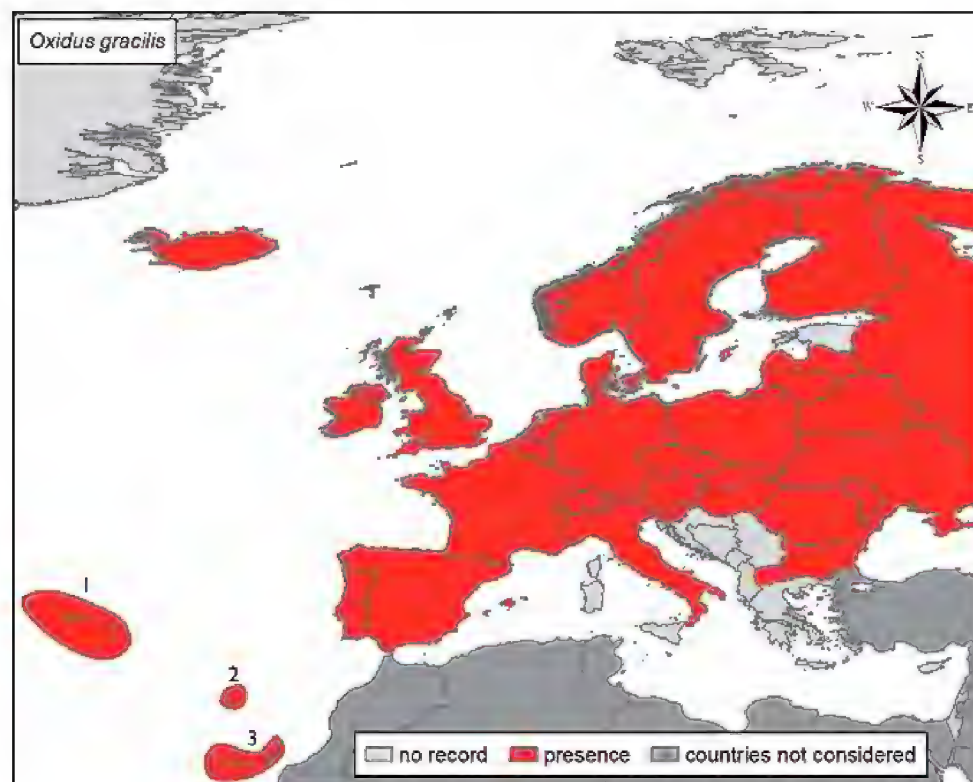 Oxidus gracilis
N
W E
S
1
2
3
no record presence countries not considered